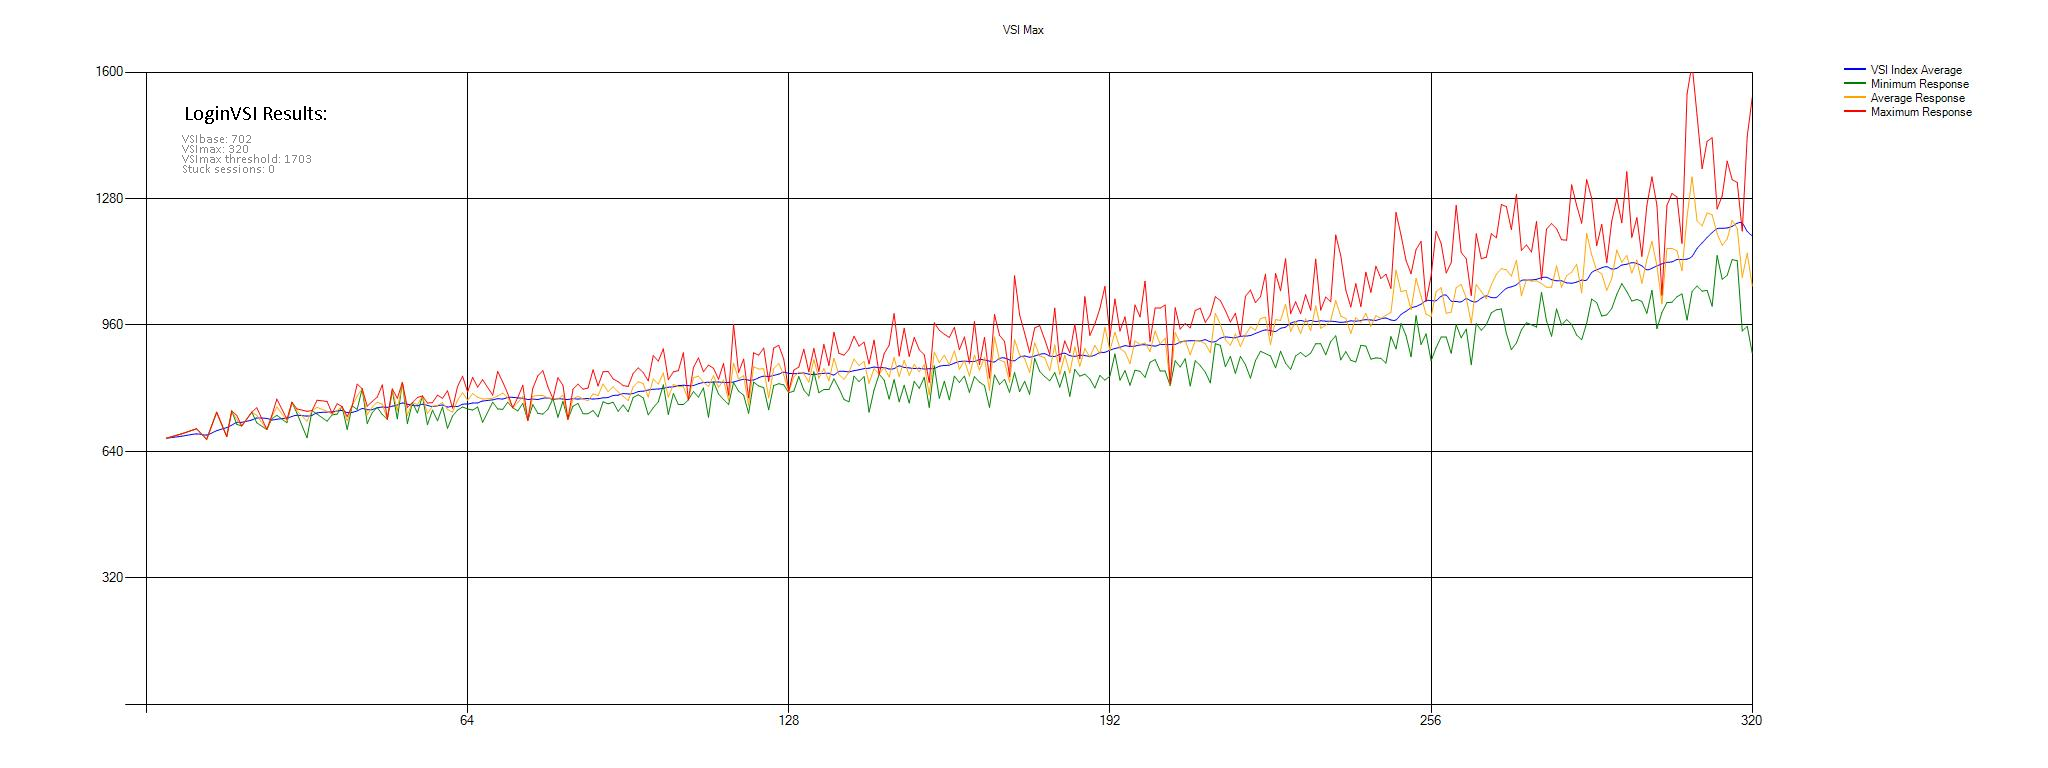 VSI Max
1600
1280
960
640
320
LoginVSI Results:
VSIbase: 702
VSImax: 320
VSImax threshold: 1703
Stuck sessions: 0
64
128
192
256
320
VSI Index Average
Minimum Response
Average Response
Maximum Response